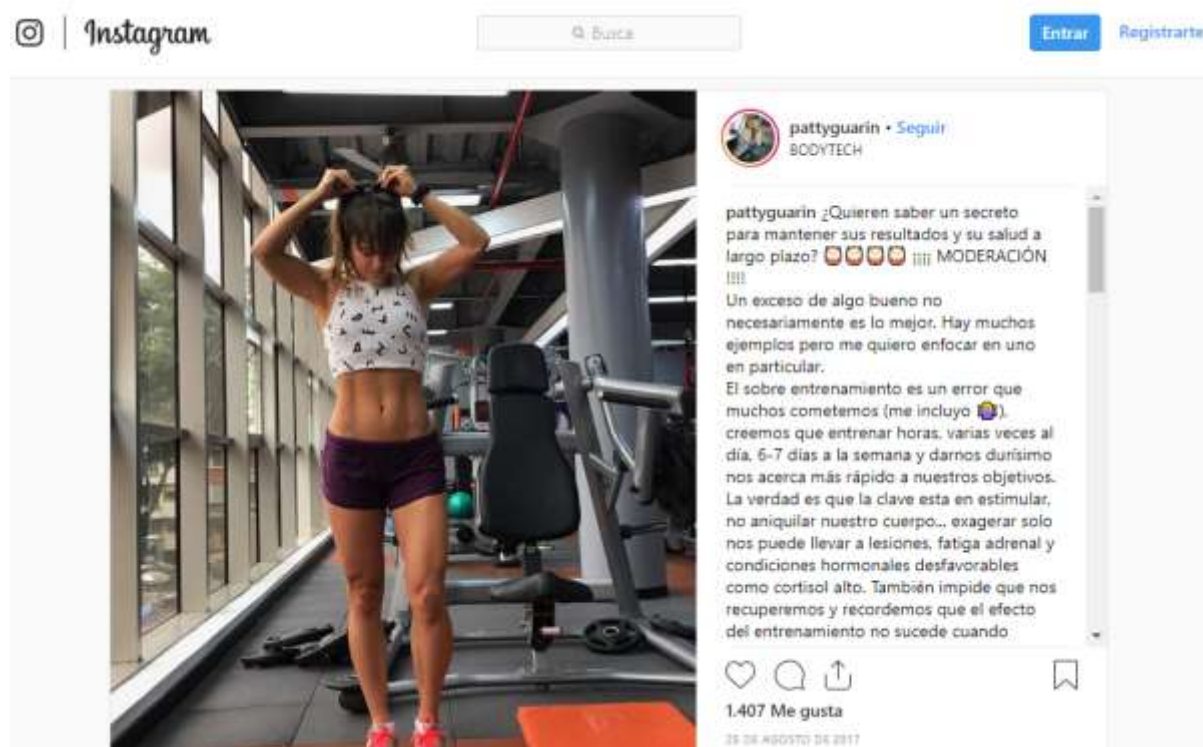 Instagram
Busca
Entrar
Registrarte
pattyguarin • Seguir
BODYTECH
pattyguarin ¿Quieren saber un secreto
para mantener sus resultados y su salud a
largo plazo? 💆🏻💆🏻💆🏻💆🏻 ¡¡¡¡ MODERACIÓN
!!!!
Un exceso de algo bueno no
necesariamente es lo mejor. Hay muchos
ejemplos pero me quiero enfocar en uno
en particular.
El sobre entrenamiento es un error que
muchos cometemos (me incluyo 🤷🏼‍♀️),
creemos que entrenar horas, varias veces al
día, 6-7 días a la semana y darnos durísimo
nos acerca más rápido a nuestros objetivos.
La verdad es que la clave esta en estimular,
no aniquilar nuestro cuerpo... exagerar solo
nos puede llevar a lesiones, fatiga adrenal y
condiciones hormonales desfavorables
como cortisol alto. También impide que nos
recuperemos y recordemos que el efecto
del entrenamiento no sucede cuando
1.407 Me gusta
25 DE AGOSTO DE 2017